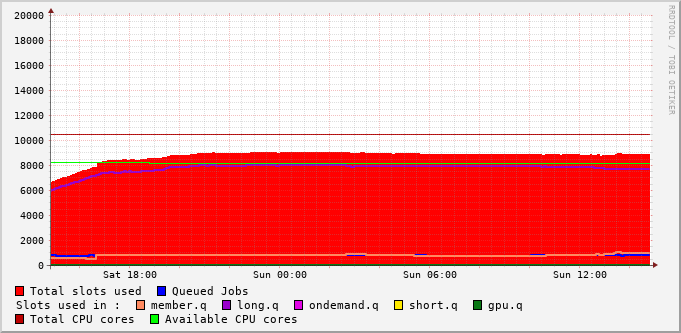 20000
18000
16000
14000
12000
10000
8000
6000
4000
2000
0
Sat 18:00 Sun 00:00 Sun 06:00 Sun 12:00
Total slots used Queued Jobs
Slots used in : member.q long.q ondemand.q short.q gpu.q
Total CPU cores Available CPU cores
RRDTOOL / TOBI OETIKER